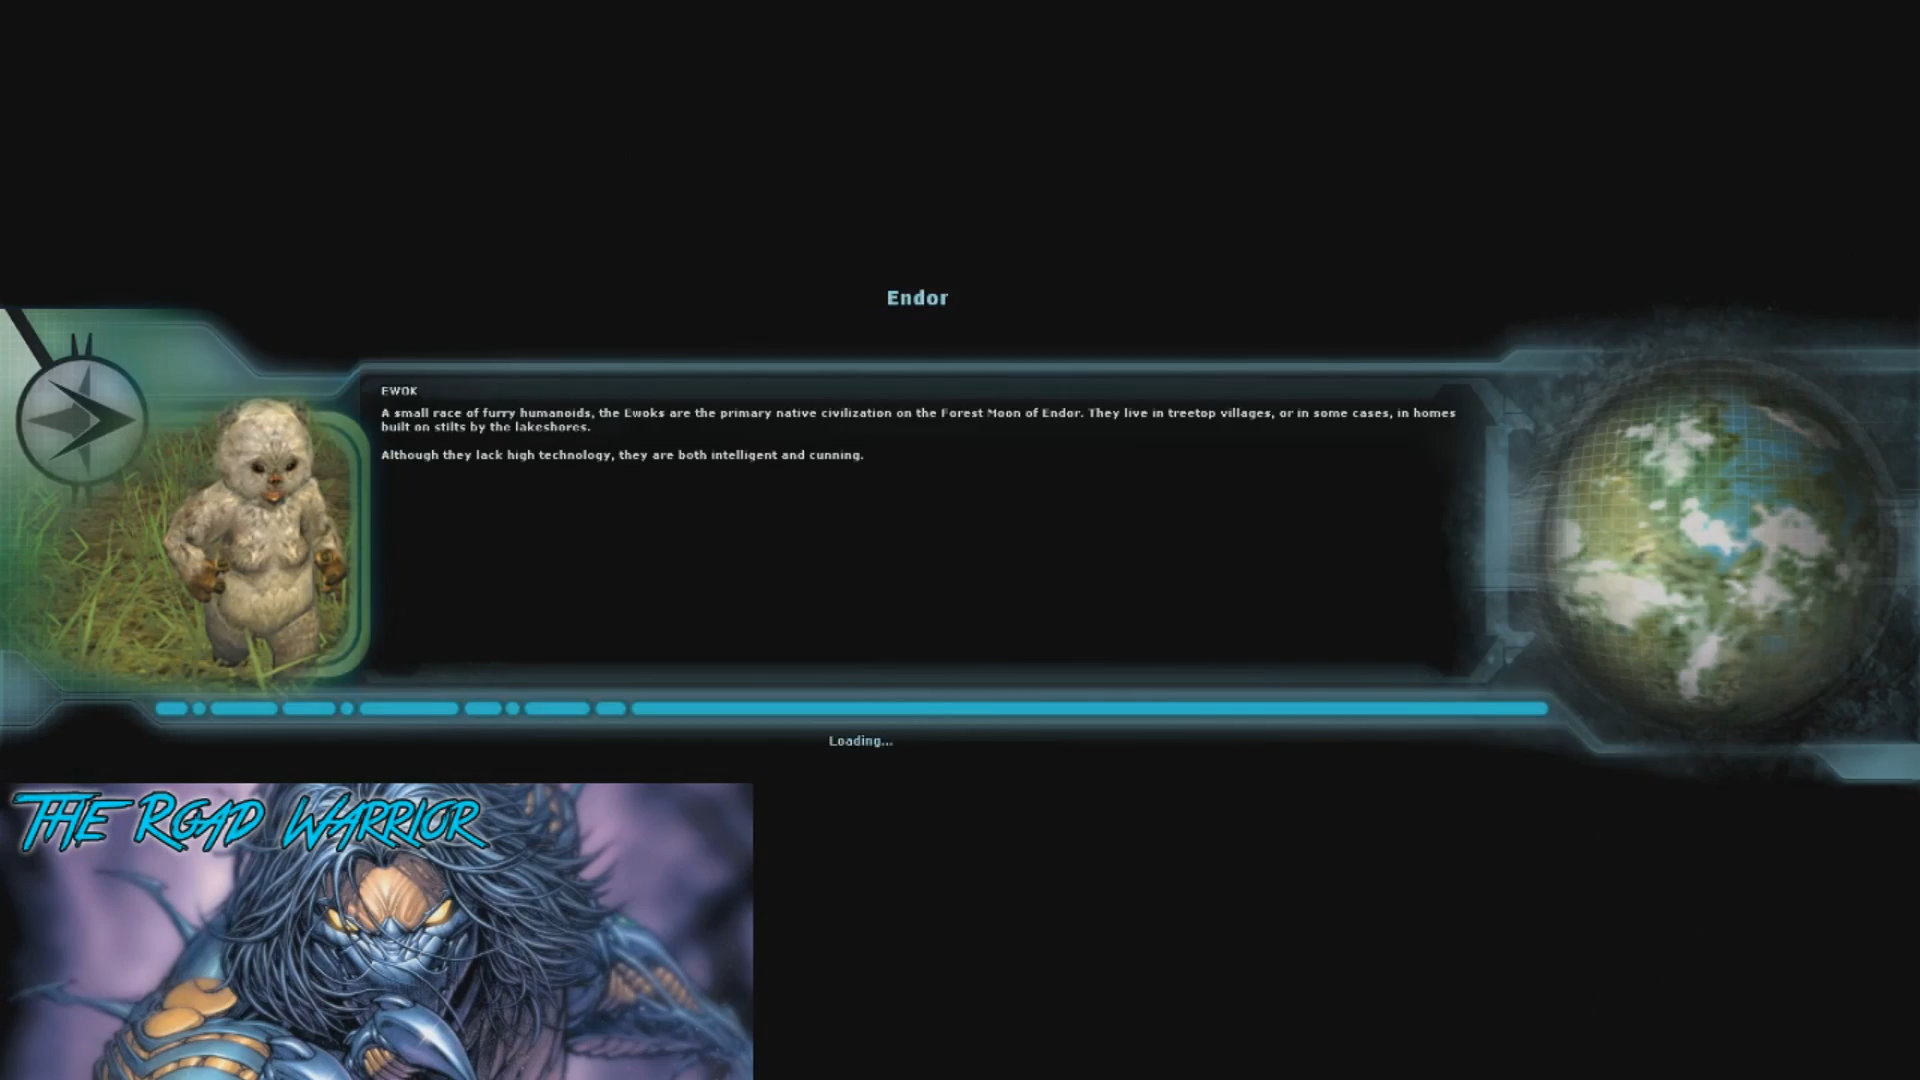 Endor
EWOK
A small race of furry humanoids, the Ewoks are the primary native civilization on the Forest Moon of Endor. They live in treetop villages, or in some cases, in homes
built on stilts by the lakeshores.
Although they lack high technology, they are both intelligent and cunning.
Loading...
THE ROAD WARRIOR